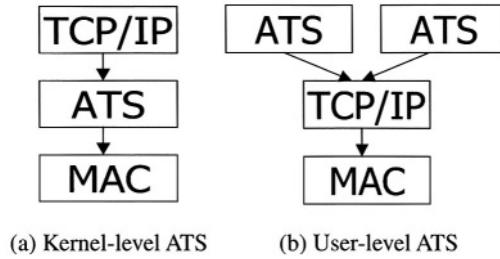 TCP/IP
ATS
MAC
(a) Kernel-level ATS
ATS ATS
TCP/IP
MAC
(b) User-level ATS